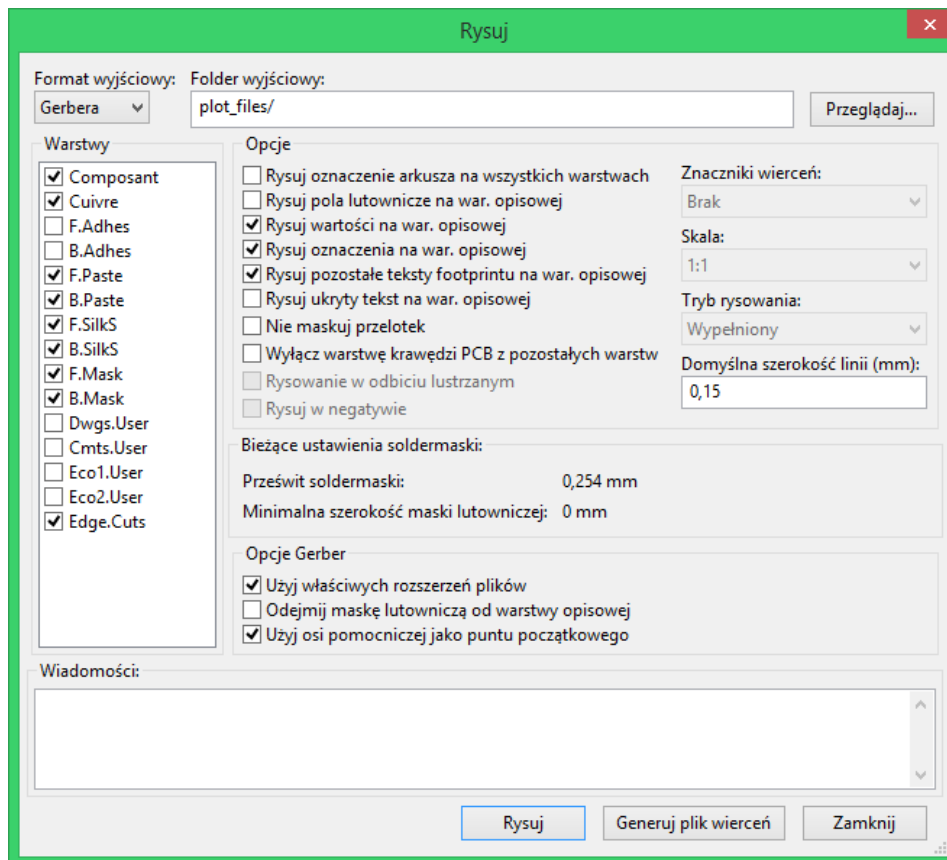 Rysuj
Format wyjściowy:
Folder wyjściowy:
Gerbera
plot_files/
Przeglądaj...
Warstwy
Composant
Cuivre
F.Adhes
B.Adhes
F.Paste
B.Paste
F.SilkS
B.SilkS
F.Mask
B.Mask
Dwgs.User
Cmts.User
Eco1.User
Eco2.User
Edge.Cuts
Opcje
Rysuj oznaczenie arkusza na wszystkich warstwach
Rysuj pola lutownicze na war. opisowej
Rysuj wartości na war. opisowej
Rysuj oznaczenia na war. opisowej
Rysuj pozostałe teksty footprintu na war. opisowej
Rysuj ukryty tekst na war. opisowej
Nie maskuj przelotek
Wyłącz warstwę krawędzi PCB z pozostałych warstw
Rysowanie w odbiciu lustrzanym
Rysuj w negatywie
Znaczniki wierceń:
Brak
Skala:
1:1
Tryb rysowania:
Wypełniony
Domyślna szerokość linii (mm):
0,15
Bieżące ustawienia soldermaski:
Prześwit soldermaski: 0,254 mm
Minimalna szerokość maski lutowniczej: 0 mm
Opcje Gerber
Użyj właściwych rozszerzeń plików
Odejmij maskę lutowniczą od warstwy opisowej
Użyj osi pomocniczej jako puntu początkowego
Wiadomości:
Rysuj
Generuj plik wierceń
Zamknij